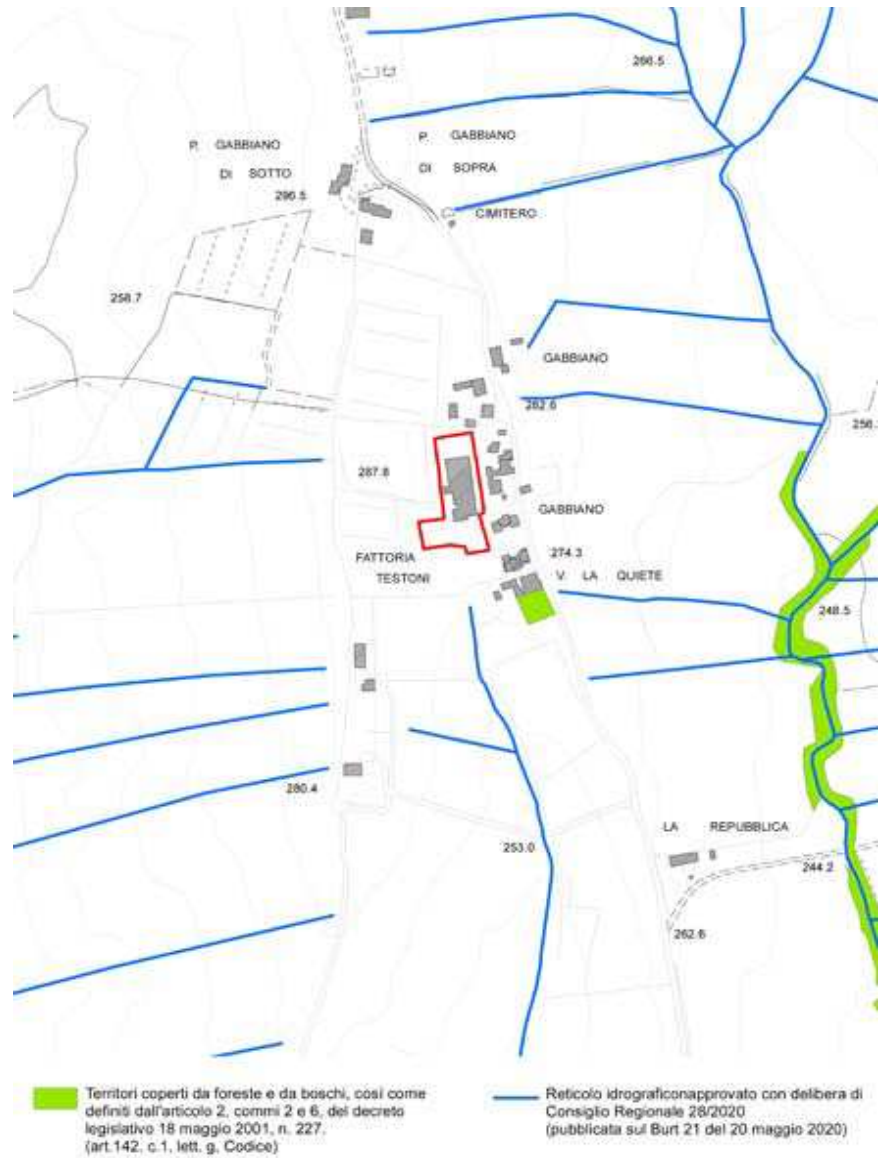 266.5
P. GABBIANO
DI SOTTO
296.5
P. GABBIANO
DI SOPRA
CIMITERO
258.7
GABBIANO
262.6
256.
287.8
GABBIANO
274.3
FATTORIA
TESTONI
V. LA QUIETE
248.5
280.4
LA REPUBBLICA
253.0
244.2
262.6
Territori coperti da foreste e da boschi, così come
definiti dall'articolo 2, commi 2 e 6, del decreto
legislativo 18 maggio 2001, n. 227.
(art.142. c.1, lett. g, Codice)
Reticolo idrograficonapprovato con delibera di
Consiglio Regionale 28/2020
(pubblicata sul Burt 21 del 20 maggio 2020)